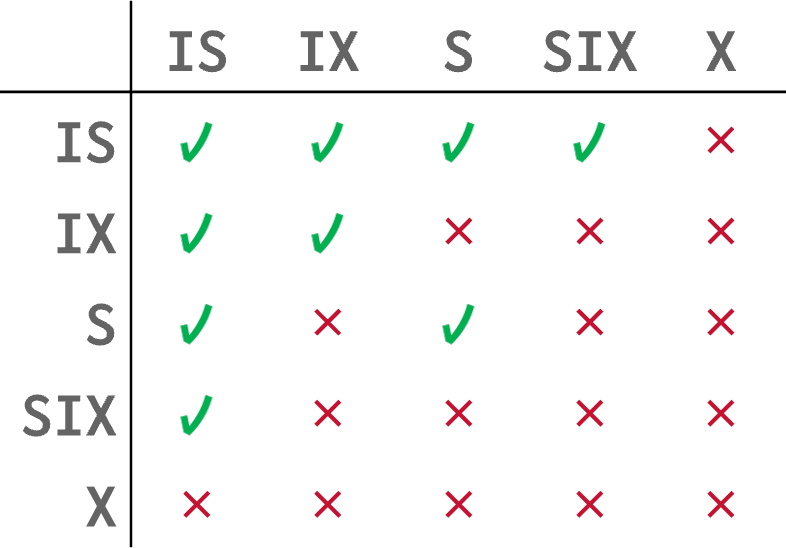 IS IX S SIX X
IS ✓ ✓ ✓ ✓ ×
IX ✓ ✓ × × ×
S ✓ × ✓ × ×
SIX ✓ × × × ×
X × × × × ×